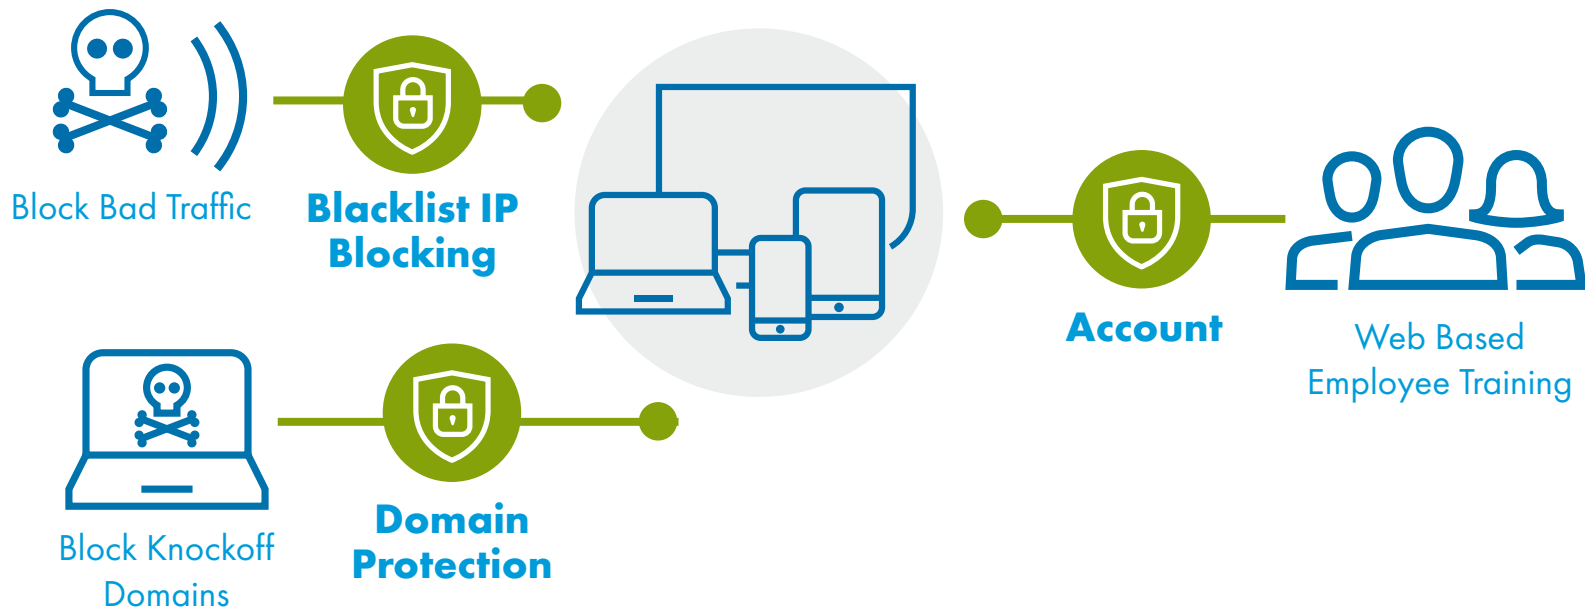 Block Bad Traffic
Blacklist IP
Blocking
Account
Web Based
Employee Training
Domain
Protection
Block Knockoff
Domains